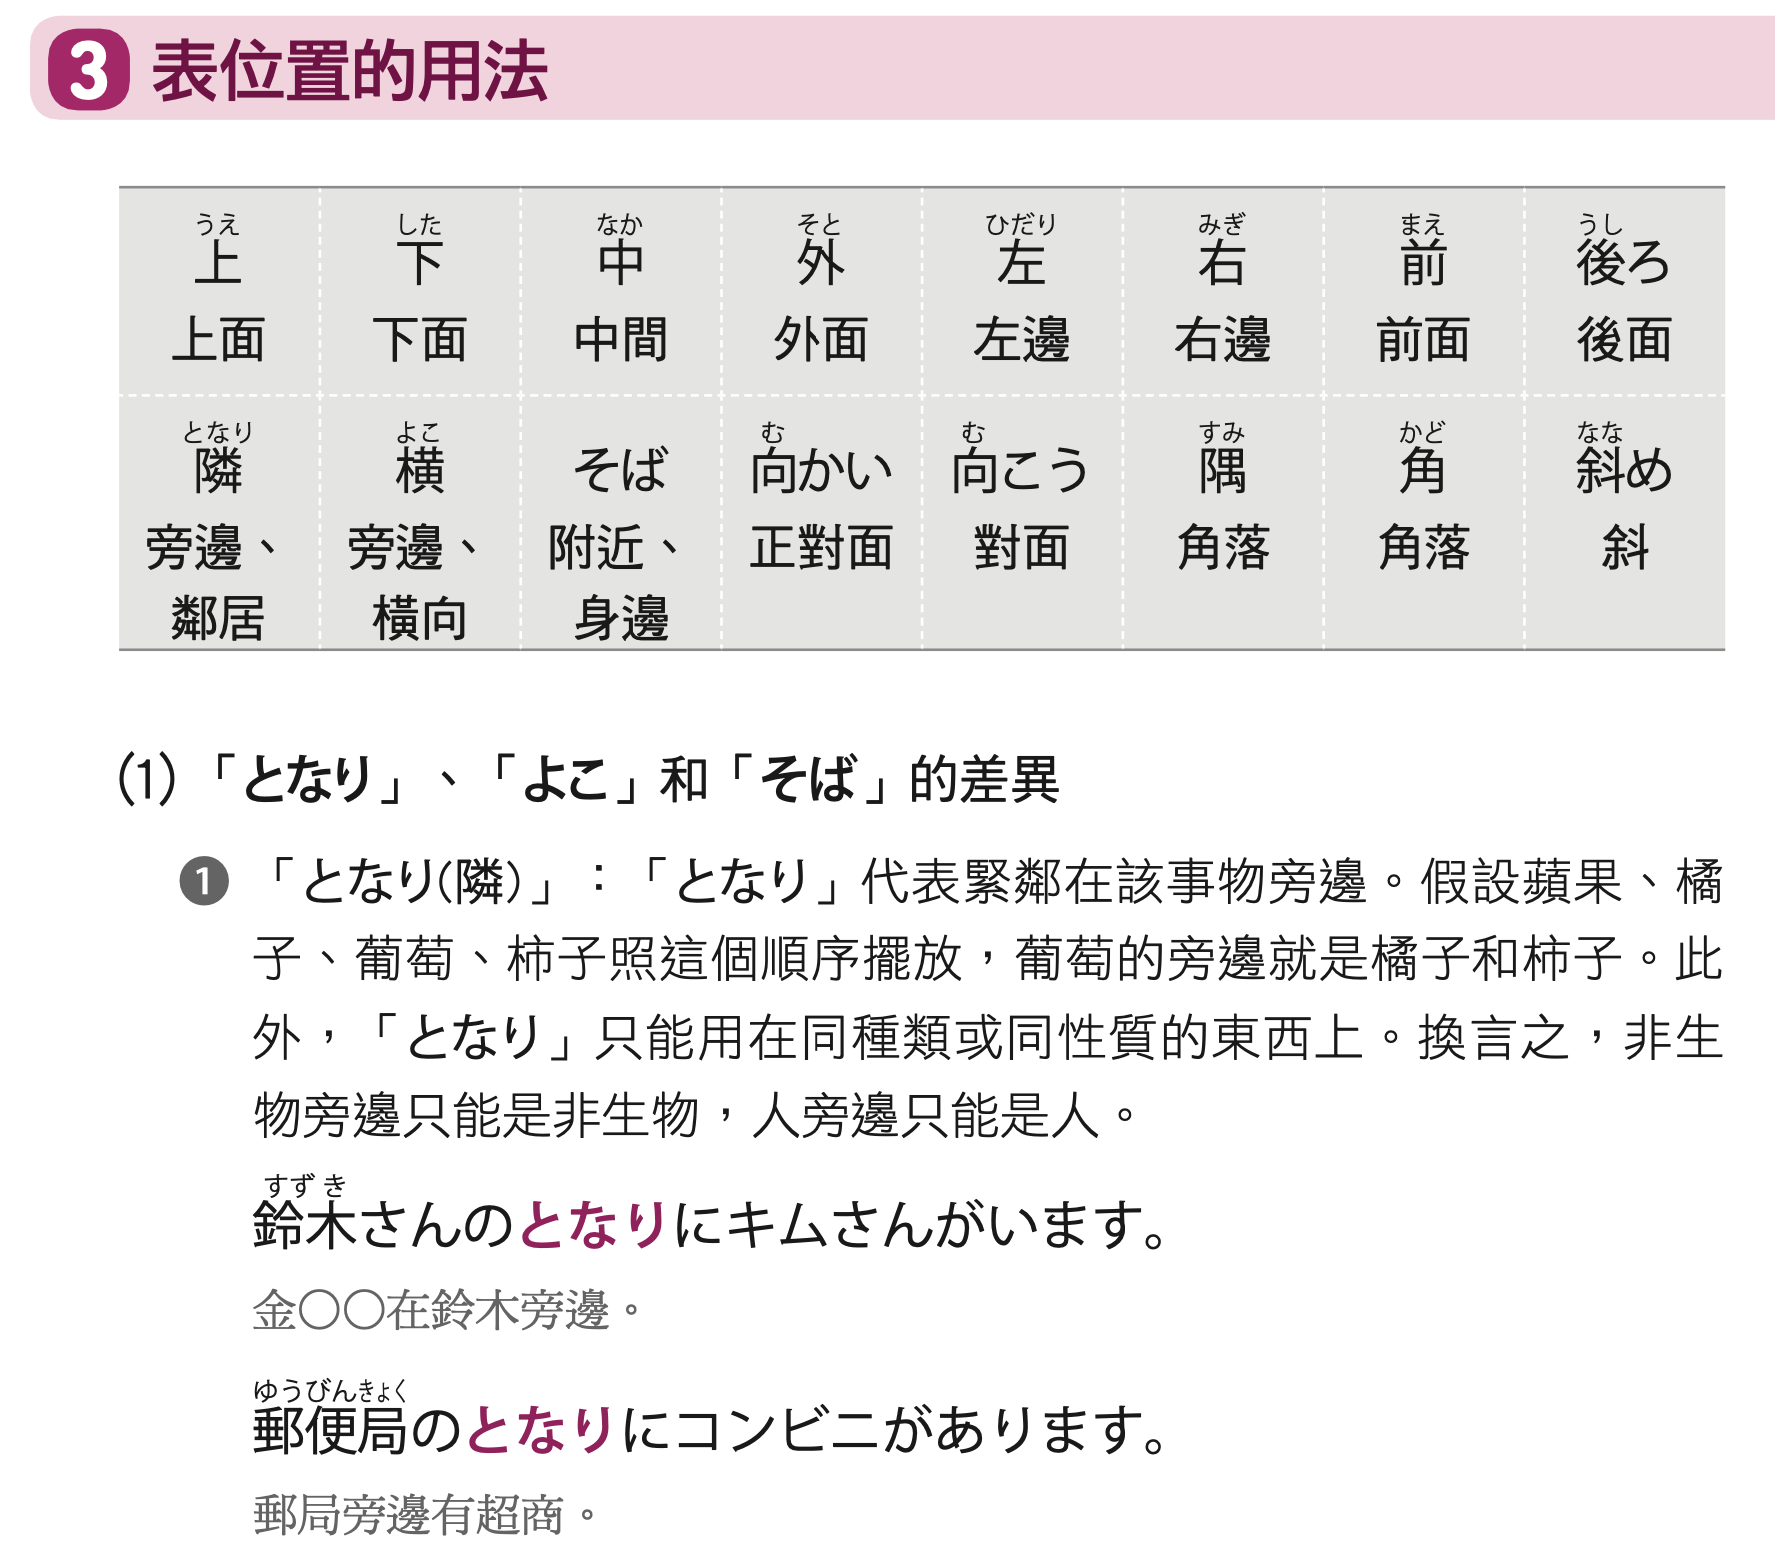 3 表位置的用法
うえ した なか そと ひだり みぎ まえ うし
上 下 中 外 左 右 前 後ろ
上面 下面 中間 外面 左邊 右邊 前面 後面
となり よこ む む すみ かど なな
隣 横 そば 向かい 向こう 隅 角 斜め
旁邊、 旁邊、 附近、 正對面 對面 角落 角落 斜
鄰居 橫向 身邊
(1)「となり」、「よこ」和「そば」的差異
1 「となり(隣)」：「となり」代表緊鄰在該事物旁邊。假設蘋果、橘
子、葡萄、柿子照這個順序擺放，葡萄的旁邊就是橘子和柿子。此
外，「となり」只能用在同種類或同性質的東西上。換言之，非生
物旁邊只能是非生物，人旁邊只能是人。
すずき
鈴木さんのとなりにキムさんがいます。
金〇〇在鈴木旁邊。
ゆうびんきょく
郵便局のとなりにコンビニがあります。
郵局旁邊有超商。